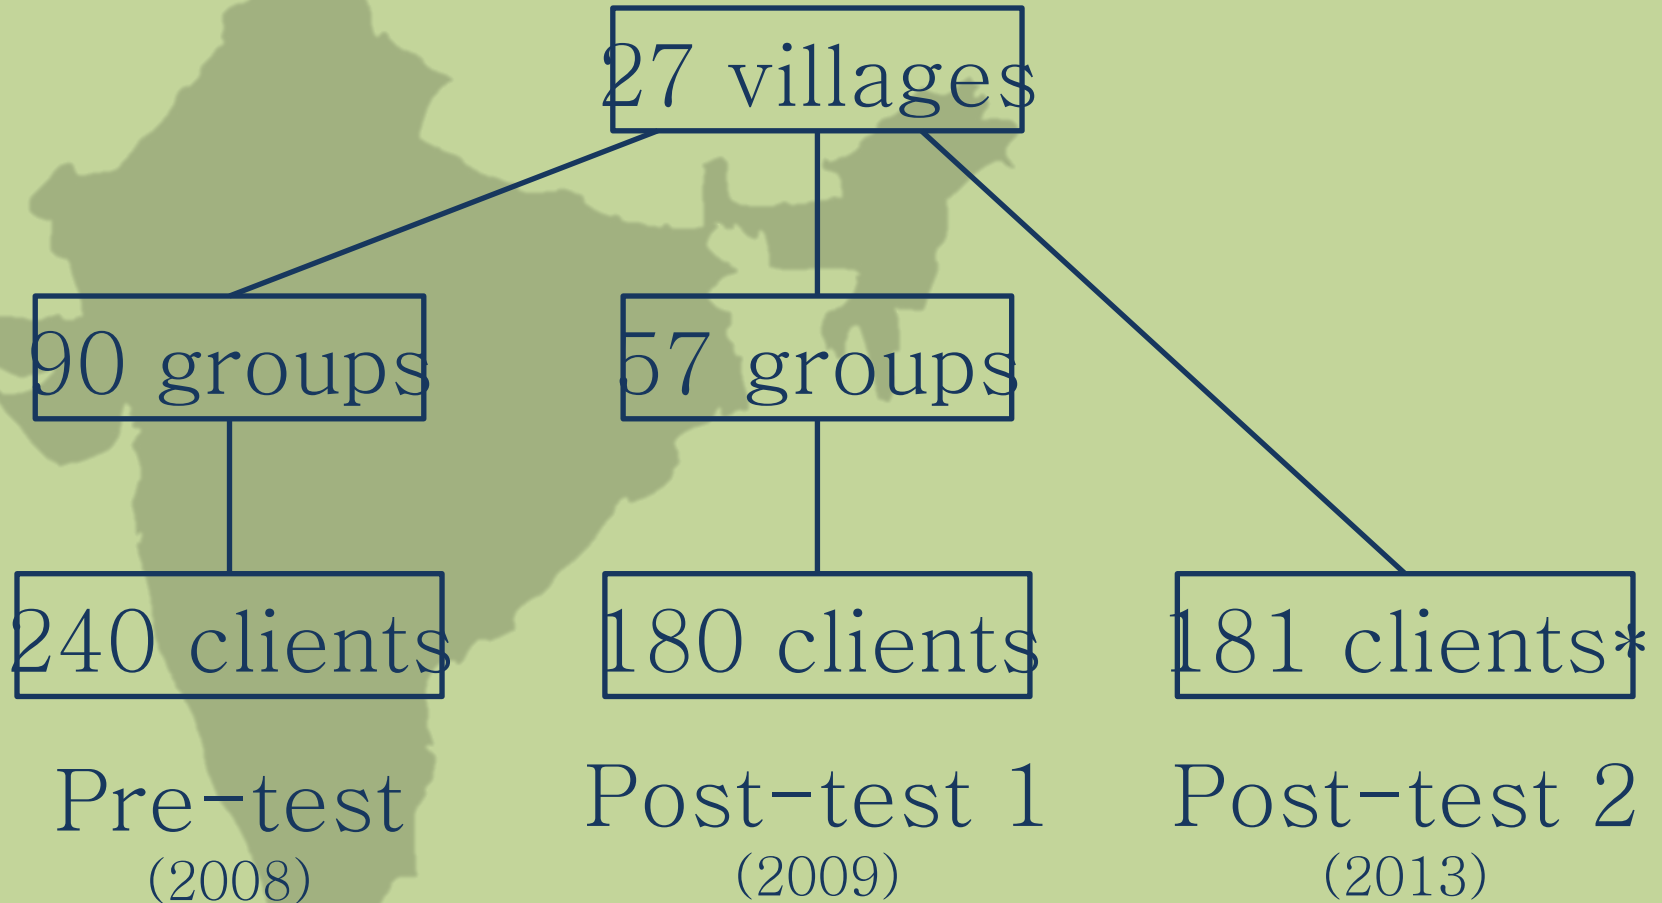 27 villages
90 groups
57 groups
240 clients
180 clients
181 clients*
Pre-test
Post-test 1
Post-test 2
(2008)
(2009)
(2013)